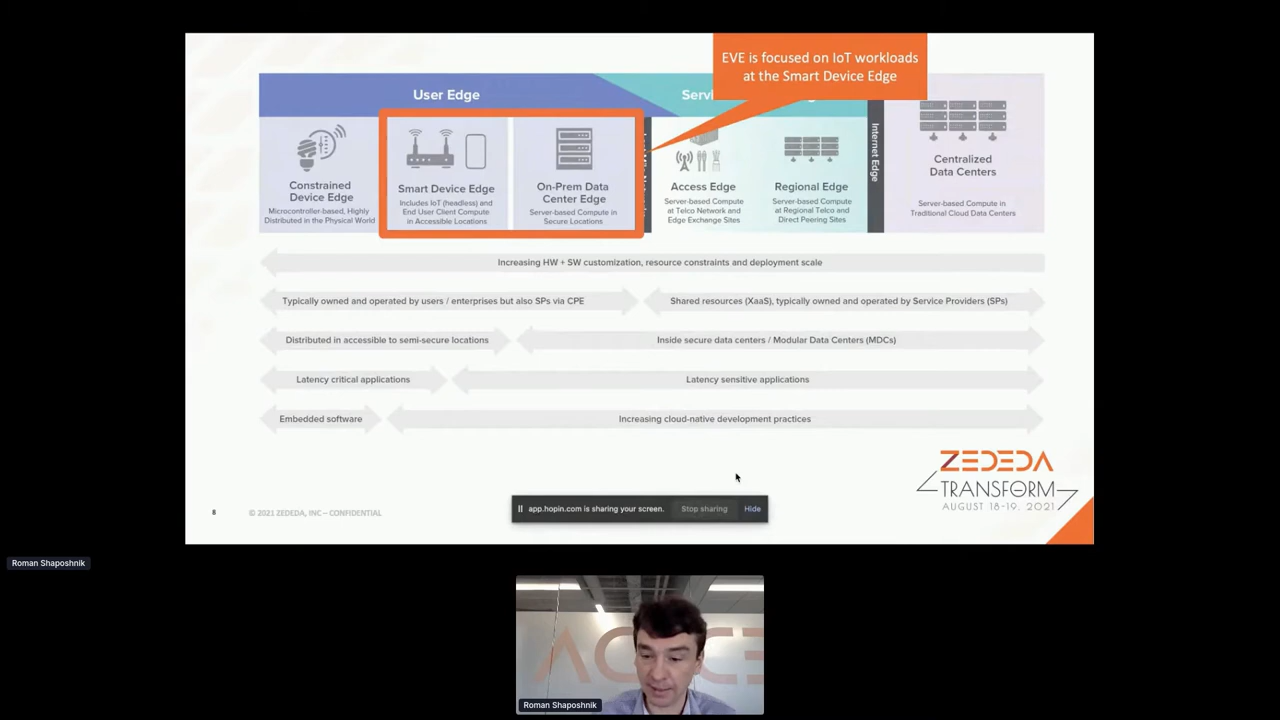 EVE is focused on IoT workloads
at the Smart Device Edge
User Edge
Constrained
Device Edge
Microcontroller-based, Highly
Distributed in the Physical World
Smart Device Edge
Includes IoT (headless) and
End User Client Compute
in Accessible Locations
On-Prem Data
Center Edge
Server-based Compute in
Secure Locations
Access Edge
Server-based Compute
at Telco Network and
Edge Exchange Sites
Regional Edge
Server-based Compute
at Regional Telco and
Direct Peering Sites
Internet Edge
Centralized
Data Centers
Server-based Compute in
Traditional Cloud Data Centers
Increasing HW + SW customization, resource constraints and deployment scale
Typically owned and operated by users / enterprises but also SPs via CPE
Shared resources (XaaS), typically owned and operated by Service Providers (SPs)
Distributed in accessible to semi-secure locations
Inside secure data centers / Modular Data Centers (MDCs)
Latency critical applications
Latency sensitive applications
Embedded software
Increasing cloud-native development practices
ZEDEDA
TRANSFORM
AUGUST 18-19, 2021
8
© 2021 ZEDEDA, INC – CONFIDENTIAL
app.hopin.com is sharing your screen.
Stop sharing
Hide
Roman Shaposhnik
Roman Shaposhnik